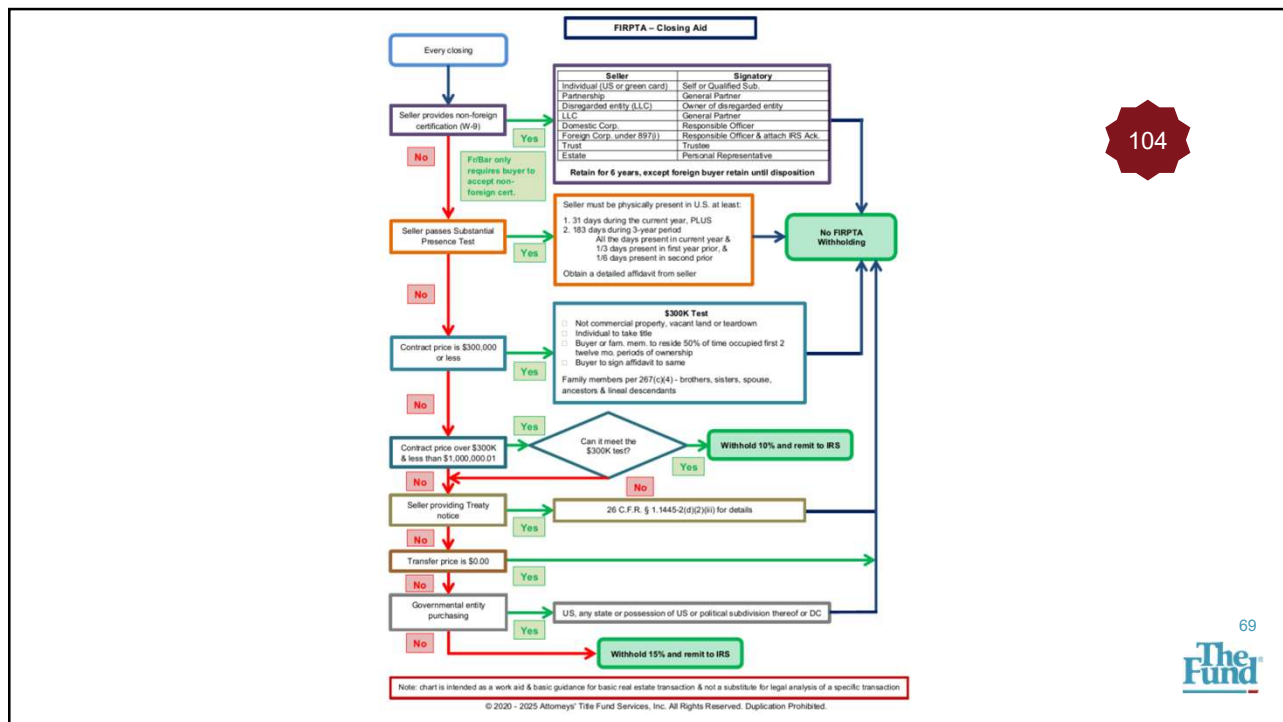 FIRPTA – Closing Aid
Every closing
Seller provides non-foreign
certification (W-9)
Yes
No
Fr/Bar only
requires buyer to
accept non-
foreign cert.
Seller Signatory
Individual (US or green card) Self or Qualified Sub.
Partnership General Partner
Disregarded entity (LLC) Owner of disregarded entity
LLC General Partner
Domestic Corp. Responsible Officer
Foreign Corp. under 897(i) Responsible Officer & attach IRS Ack.
Trust Trustee
Estate Personal Representative
Retain for 6 years, except foreign buyer retain until disposition
104
Seller passes Substantial
Presence Test
Yes
No
Seller must be physically present in U.S. at least:
1. 31 days during the current year, PLUS
2. 183 days during 3-year period
All the days present in current year &
1/3 days present in first year prior, &
1/6 days present in second prior
Obtain a detailed affidavit from seller
No FIRPTA
Withholding
Contract price is $300,000
or less
Yes
No
$300K Test
Not commercial property, vacant land or teardown
Individual to take title
Buyer or fam. mem. to reside 50% of time occupied first 2
twelve mo. periods of ownership
Buyer to sign affidavit to same
Family members per 267(c)(4) - brothers, sisters, spouse,
ancestors & lineal descendants
Contract price over $300K
& less than $1,000,000.01
Yes
Can it meet the
$300K test?
Yes
Withhold 10% and remit to IRS
No
No
Seller providing Treaty
notice
Yes
26 C.F.R. § 1.1445-2(d)(2)(iii) for details
No
Transfer price is $0.00
Yes
No
Governmental entity
purchasing
Yes
US, any state or possession of US or political subdivision thereof or DC
No
Withhold 15% and remit to IRS
Note: chart is intended as a work aid & basic guidance for basic real estate transaction & not a substitute for legal analysis of a specific transaction
© 2020 - 2025 Attorneys' Title Fund Services, Inc. All Rights Reserved. Duplication Prohibited.
69
The
Fund®